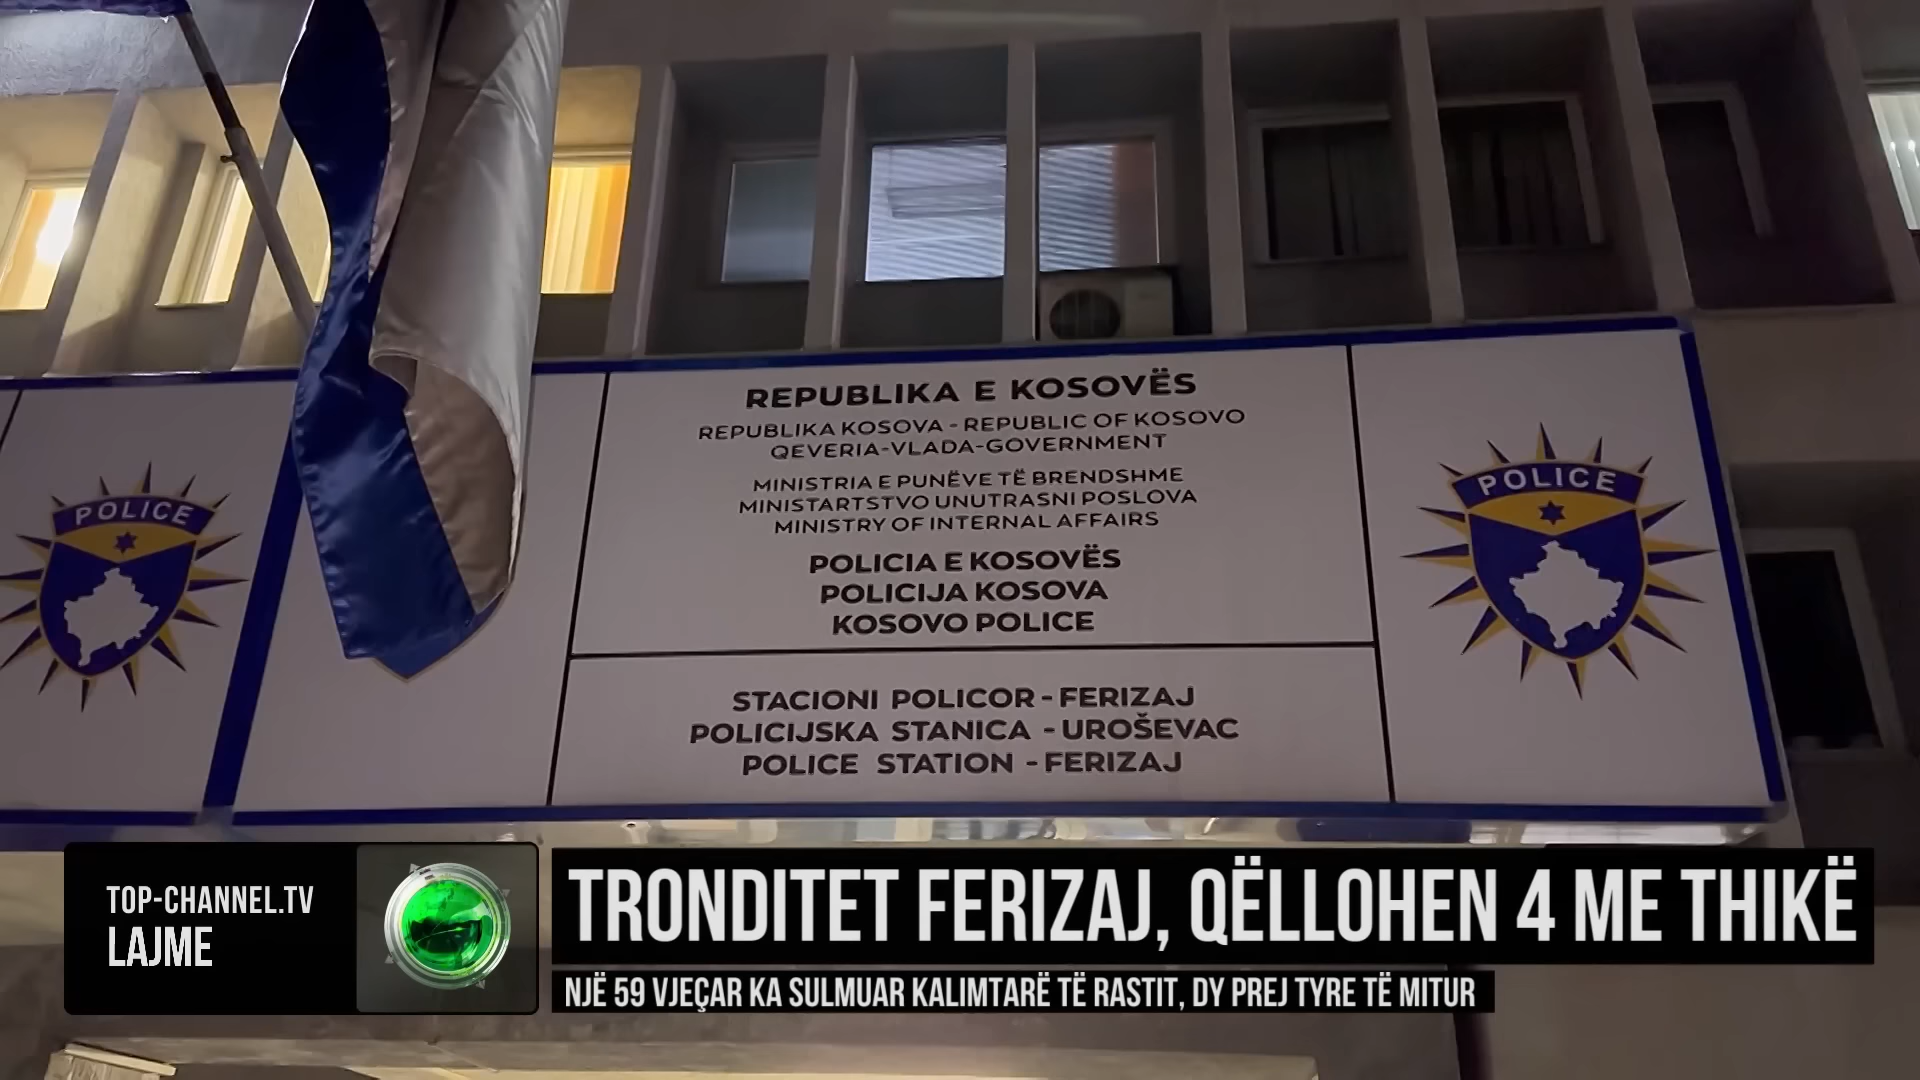 REPUBLIKA E KOSOVËS
REPUBLIKA KOSOVA - REPUBLIC OF KOSOVO
QEVERIA-VLADA-GOVERNMENT
MINISTRIA E PUNËVE TË BRENDSHME
MINISTARTSTVO UNUTRASNI POSLOVA
MINISTRY OF INTERNAL AFFAIRS
POLICIA E KOSOVËS
POLICIJA KOSOVA
KOSOVO POLICE
POLICE
POLICE
STACIONI POLICOR - FERIZAJ
POLICIJSKA STANICA - UROŠEVAC
POLICE STATION - FERIZAJ
TOP-CHANNEL.TV
LAJME
TRONDITET FERIZAJ, QËLLOHEN 4 ME THIKË
NJË 59 VJEÇAR KA SULMUAR KALIMTARË TË RASTIT, DY PREJ TYRE TË MITUR